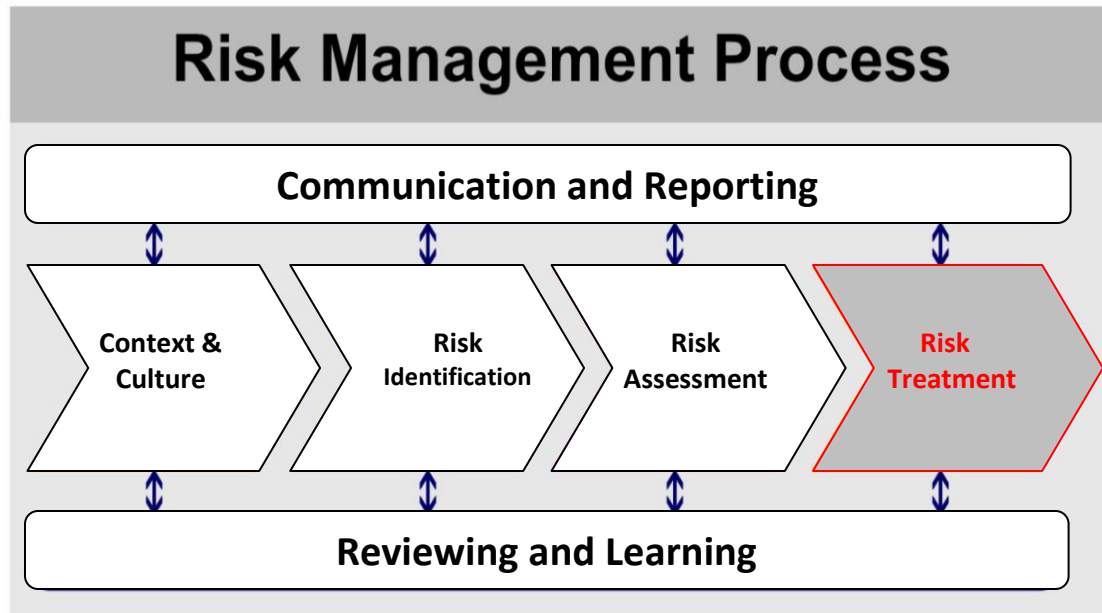 Risk Management Process
Communication and Reporting
Context &
Culture
Risk
Identification
Risk
Assessment
Risk
Treatment
Reviewing and Learning